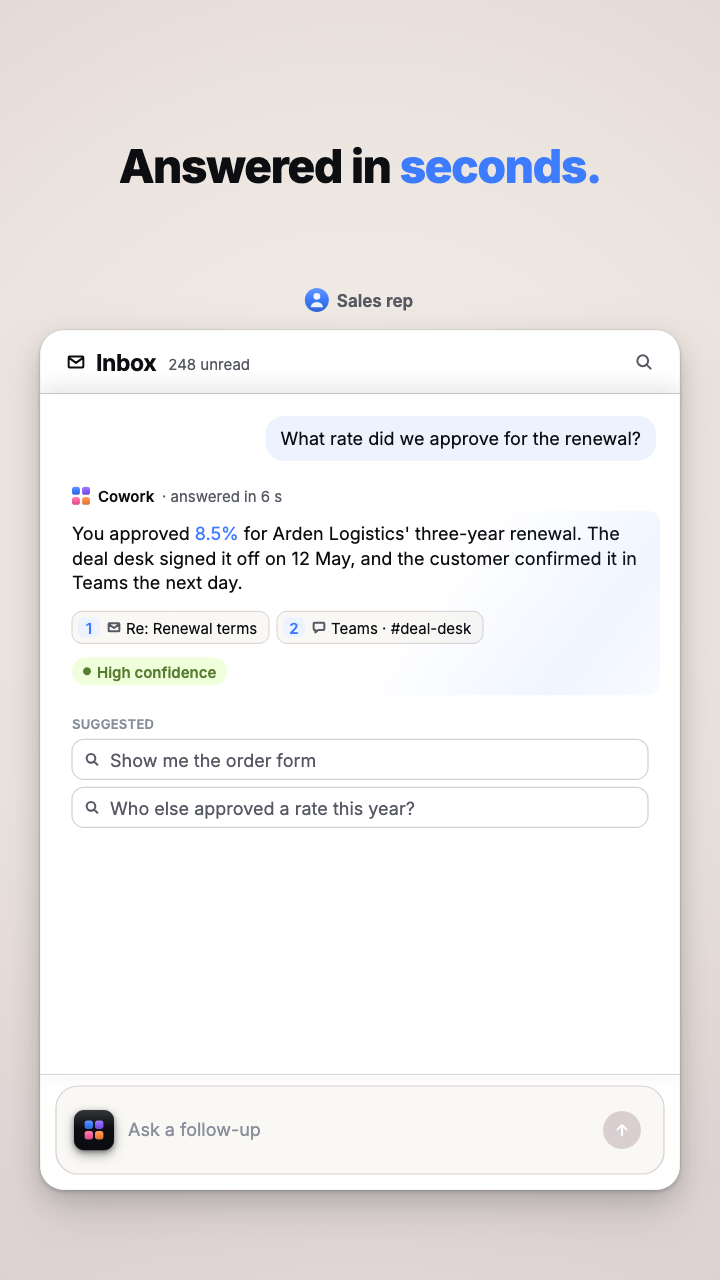 Answered in seconds.
Sales rep
Inbox 248 unread
What rate did we approve for the renewal?
Cowork · answered in 6 s
You approved 8.5% for Arden Logistics' three-year renewal. The
deal desk signed it off on 12 May, and the customer confirmed it in
Teams the next day.
1 Re: Renewal terms 2 Teams · #deal-desk
High confidence
SUGGESTED
Show me the order form
Who else approved a rate this year?
Ask a follow-up